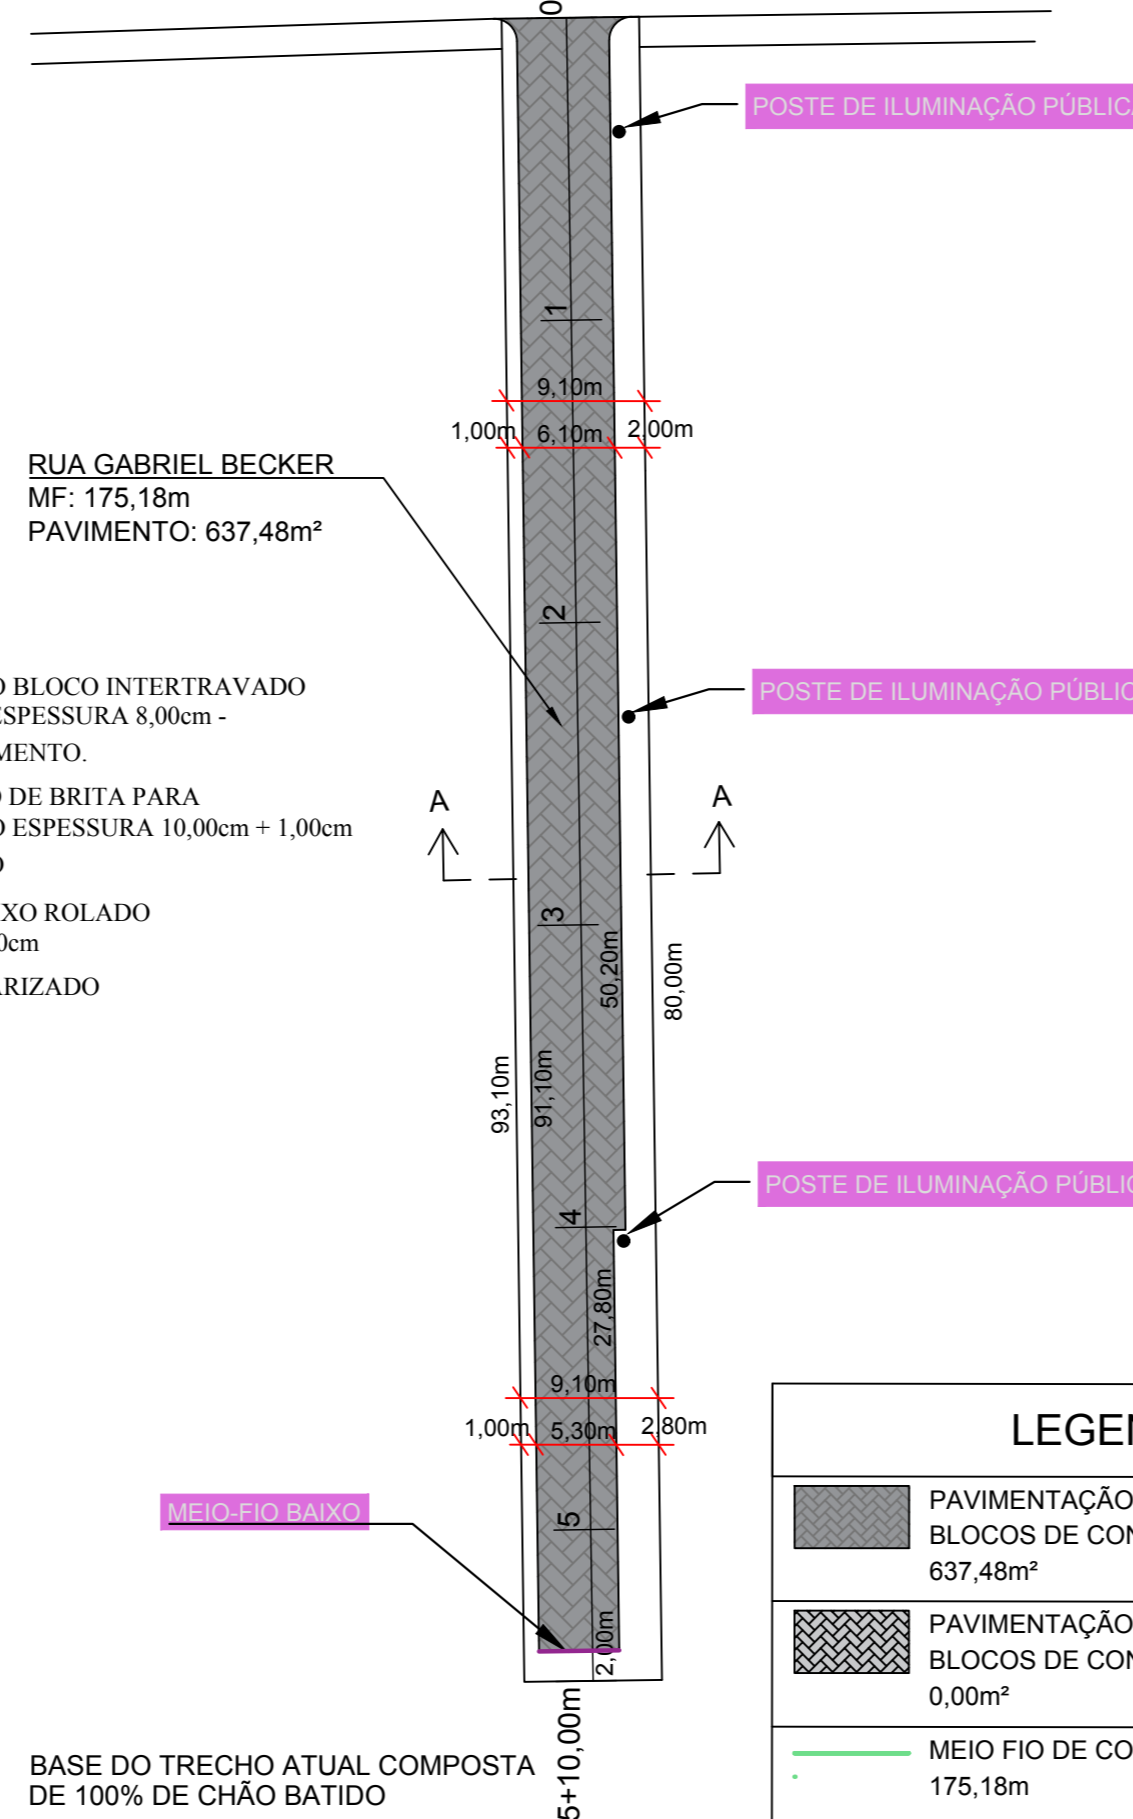 0
POSTE DE ILUMINAÇÃO PÚBLICA
1
9,10m
1,00m 6,10m 2,00m
RUA GABRIEL BECKER
MF: 175,18m
PAVIMENTO: 637,48m²
2
O BLOCO INTERTRAVADO
ESPESSURA 8,00cm -
MENTO.
POSTE DE ILUMINAÇÃO PÚBLIC
O DE BRITA PARA
O ESPESSURA 10,00cm + 1,00cm
O
A A
XO ROLADO
0cm
ARIZADO
3
50,20m
80,00m
93,10m
91,10m
POSTE DE ILUMINAÇÃO PÚBLIC
4
27,80m
9,10m
1,00m 5,30m 2,80m
MEIO-FIO BAIXO
5
2,00m
5+10,00m
BASE DO TRECHO ATUAL COMPOSTA
DE 100% DE CHÃO BATIDO
LEGEN
PAVIMENTAÇÃO
BLOCOS DE CON
637,48m²
PAVIMENTAÇÃO
BLOCOS DE CON
0,00m²
MEIO FIO DE CO
175,18m